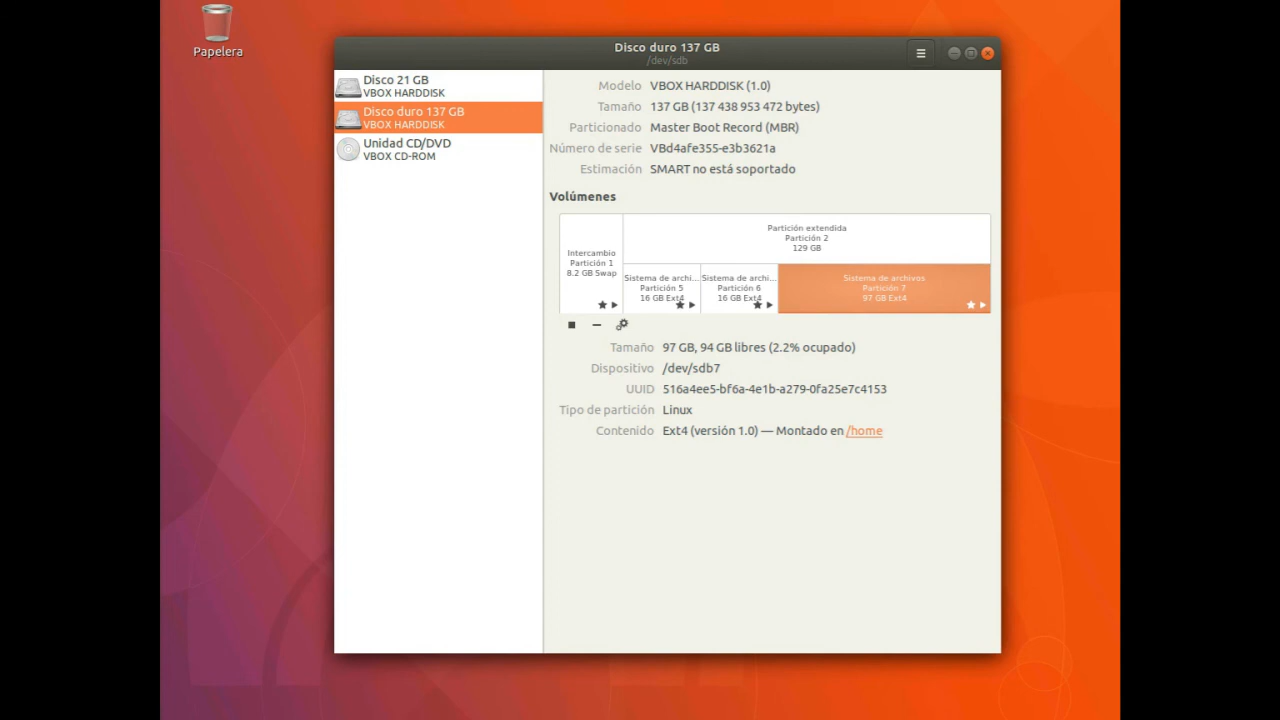 Papelera
Disco duro 137 GB
/dev/sdb
Disco 21 GB
VBOX HARDDISK
Disco duro 137 GB
VBOX HARDDISK
Unidad CD/DVD
VBOX CD-ROM
Modelo VBOX HARDDISK (1.0)
Tamaño 137 GB (137 438 953 472 bytes)
Particionado Master Boot Record (MBR)
Número de serie VBd4afe355-e3b3621a
Estimación SMART no está soportado
Volúmenes
Intercambio
Partición 1
8.2 GB Swap
Partición extendida
Partición 2
129 GB
Sistema de archi...
Partición 5
16 GB Ext4
Sistema de archi...
Partición 6
16 GB Ext4
Sistema de archivos
Partición 7
97 GB Ext4
Tamaño 97 GB, 94 GB libres (2.2% ocupado)
Dispositivo /dev/sdb7
UUID 516a4ee5-bf6a-4e1b-a279-0fa25e7c4153
Tipo de partición Linux
Contenido Ext4 (versión 1.0) — Montado en /home